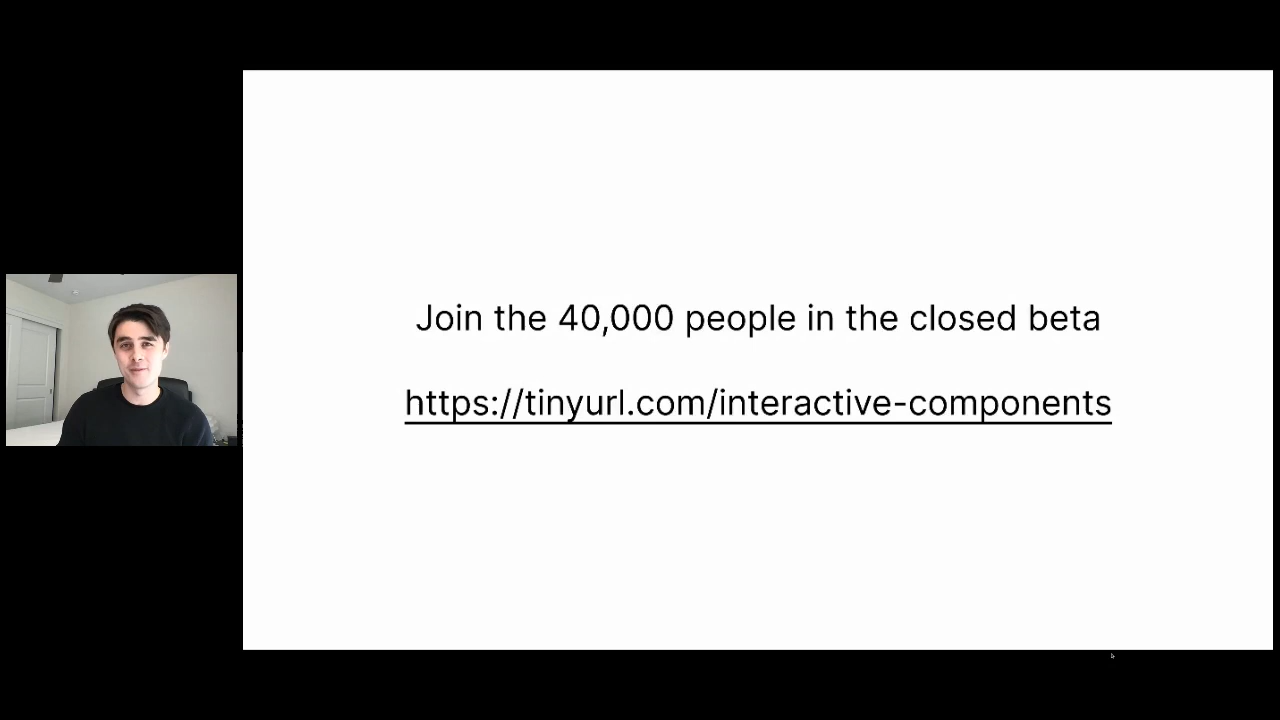 Join the 40,000 people in the closed beta
https://tinyurl.com/interactive-components